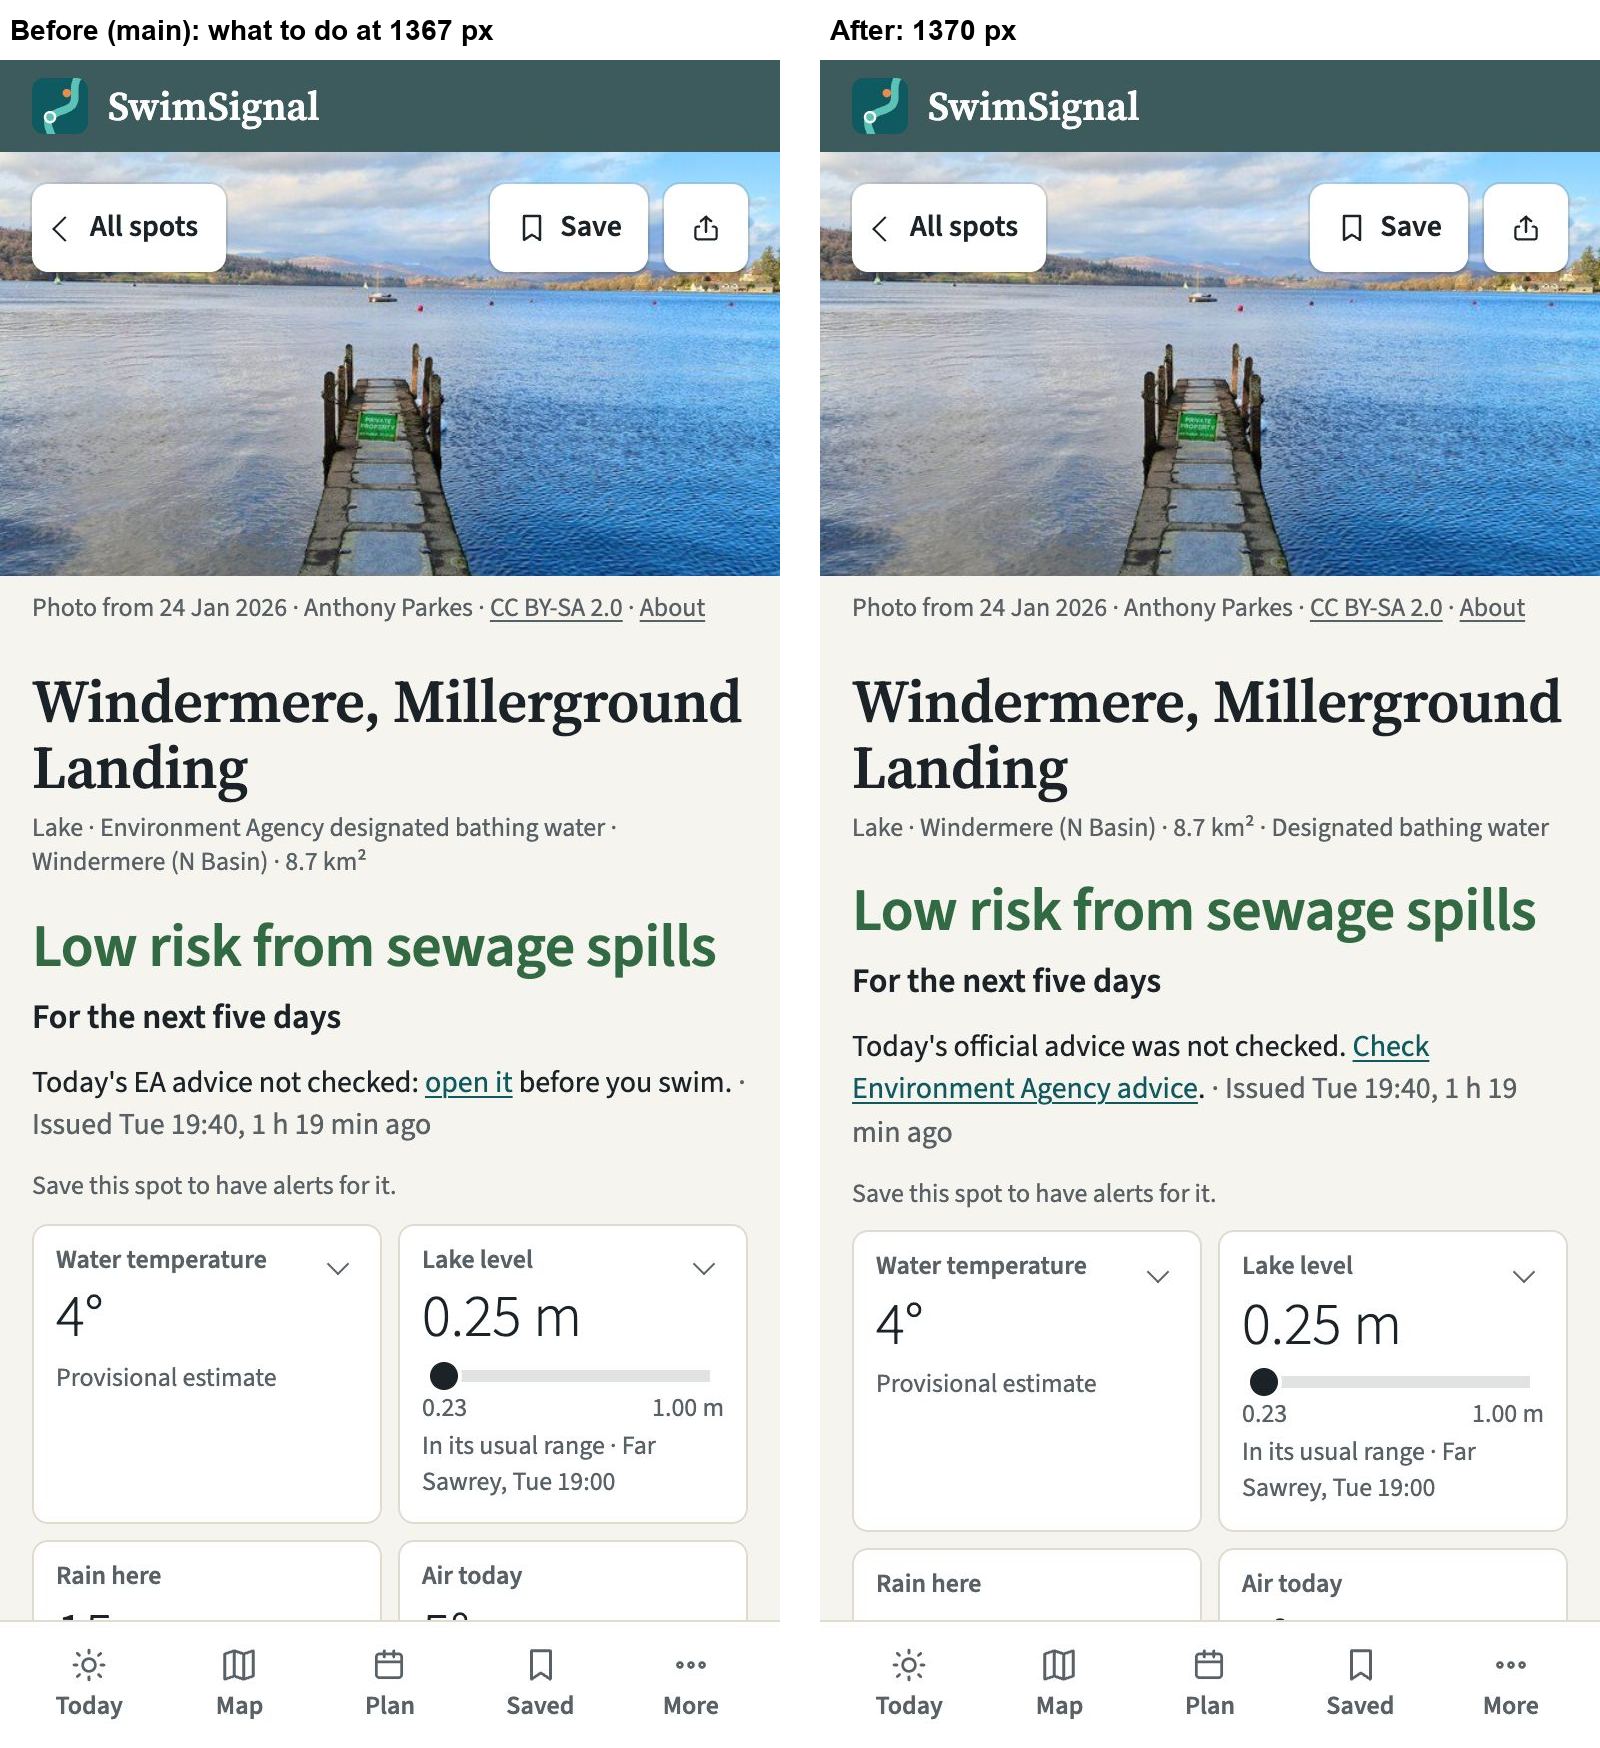 Before (main): what to do at 1367 px
SwimSignal
All spots
Save
PRIVATE
PROPERTY
Photo from 24 Jan 2026 · Anthony Parkes · CC BY-SA 2.0 · About
Windermere, Millerground
Landing
Lake · Environment Agency designated bathing water ·
Windermere (N Basin) · 8.7 km²
Low risk from sewage spills
For the next five days
Today's EA advice not checked: open it before you swim. ·
Issued Tue 19:40, 1 h 19 min ago
Save this spot to have alerts for it.
Water temperature
4°
Provisional estimate
Lake level
0.25 m
0.23 1.00 m
In its usual range · Far
Sawrey, Tue 19:00
Rain here
Air today
Today
Map
Plan
Saved
More
After: 1370 px
SwimSignal
All spots
Save
PRIVATE
PROPERTY
Photo from 24 Jan 2026 · Anthony Parkes · CC BY-SA 2.0 · About
Windermere, Millerground
Landing
Lake · Windermere (N Basin) · 8.7 km² · Designated bathing water
Low risk from sewage spills
For the next five days
Today's official advice was not checked. Check
Environment Agency advice. · Issued Tue 19:40, 1 h 19
min ago
Save this spot to have alerts for it.
Water temperature
4°
Provisional estimate
Lake level
0.25 m
0.23 1.00 m
In its usual range · Far
Sawrey, Tue 19:00
Rain here
Air today
Today
Map
Plan
Saved
More